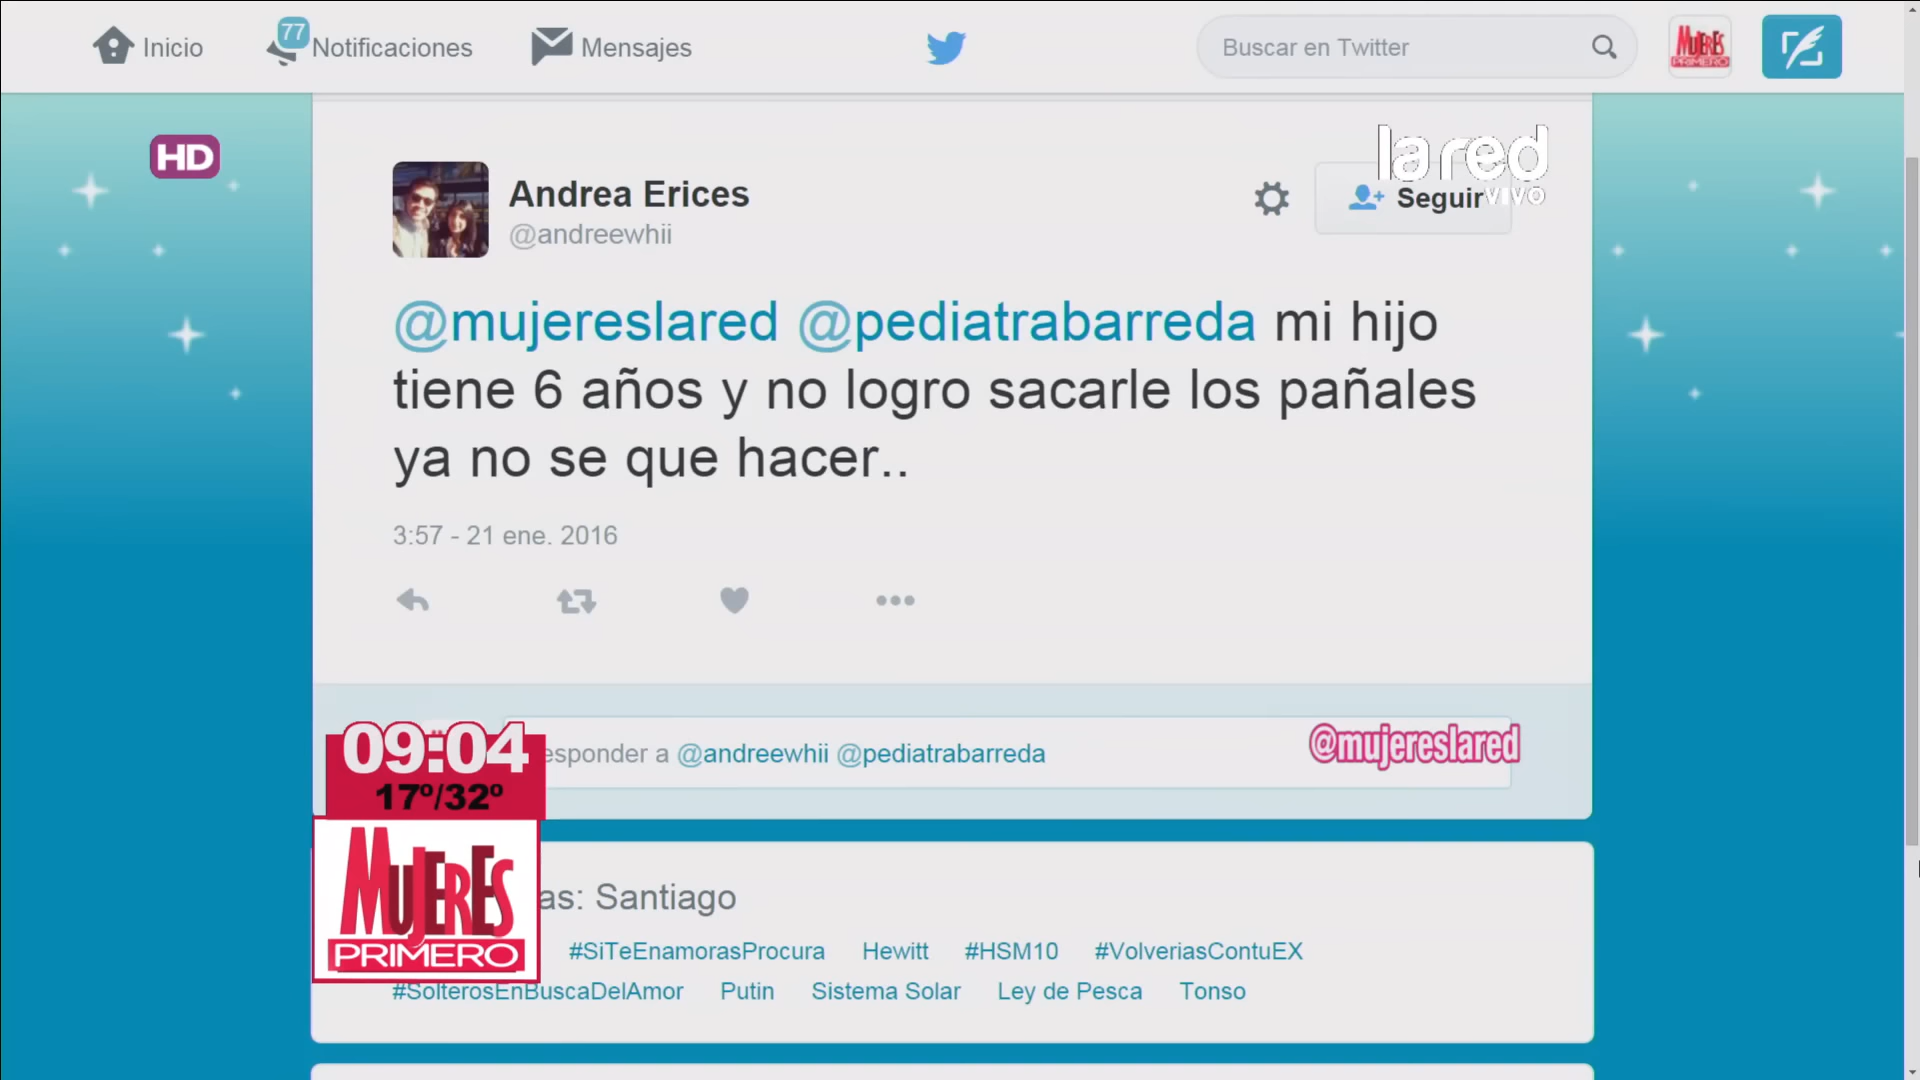 Inicio
77
Notificaciones
Mensajes
Buscar en Twitter
MUJERES
PRIMERO
HD
la red
VIVO
Andrea Erices
@andreewhii
Seguir
@mujereslared @pediatrabarreda mi hijo
tiene 6 años y no logro sacarle los pañales
ya no se que hacer..
3:57 - 21 ene. 2016
09:04
17º/32º
esponder a @andreewhii @pediatrabarreda
@mujereslared
MUJERES
PRIMERO
as: Santiago
#SiTeEnamorasProcura Hewitt #HSM10 #VolveriasContuEX
#SolterosEnBuscaDelAmor Putin Sistema Solar Ley de Pesca Tonso